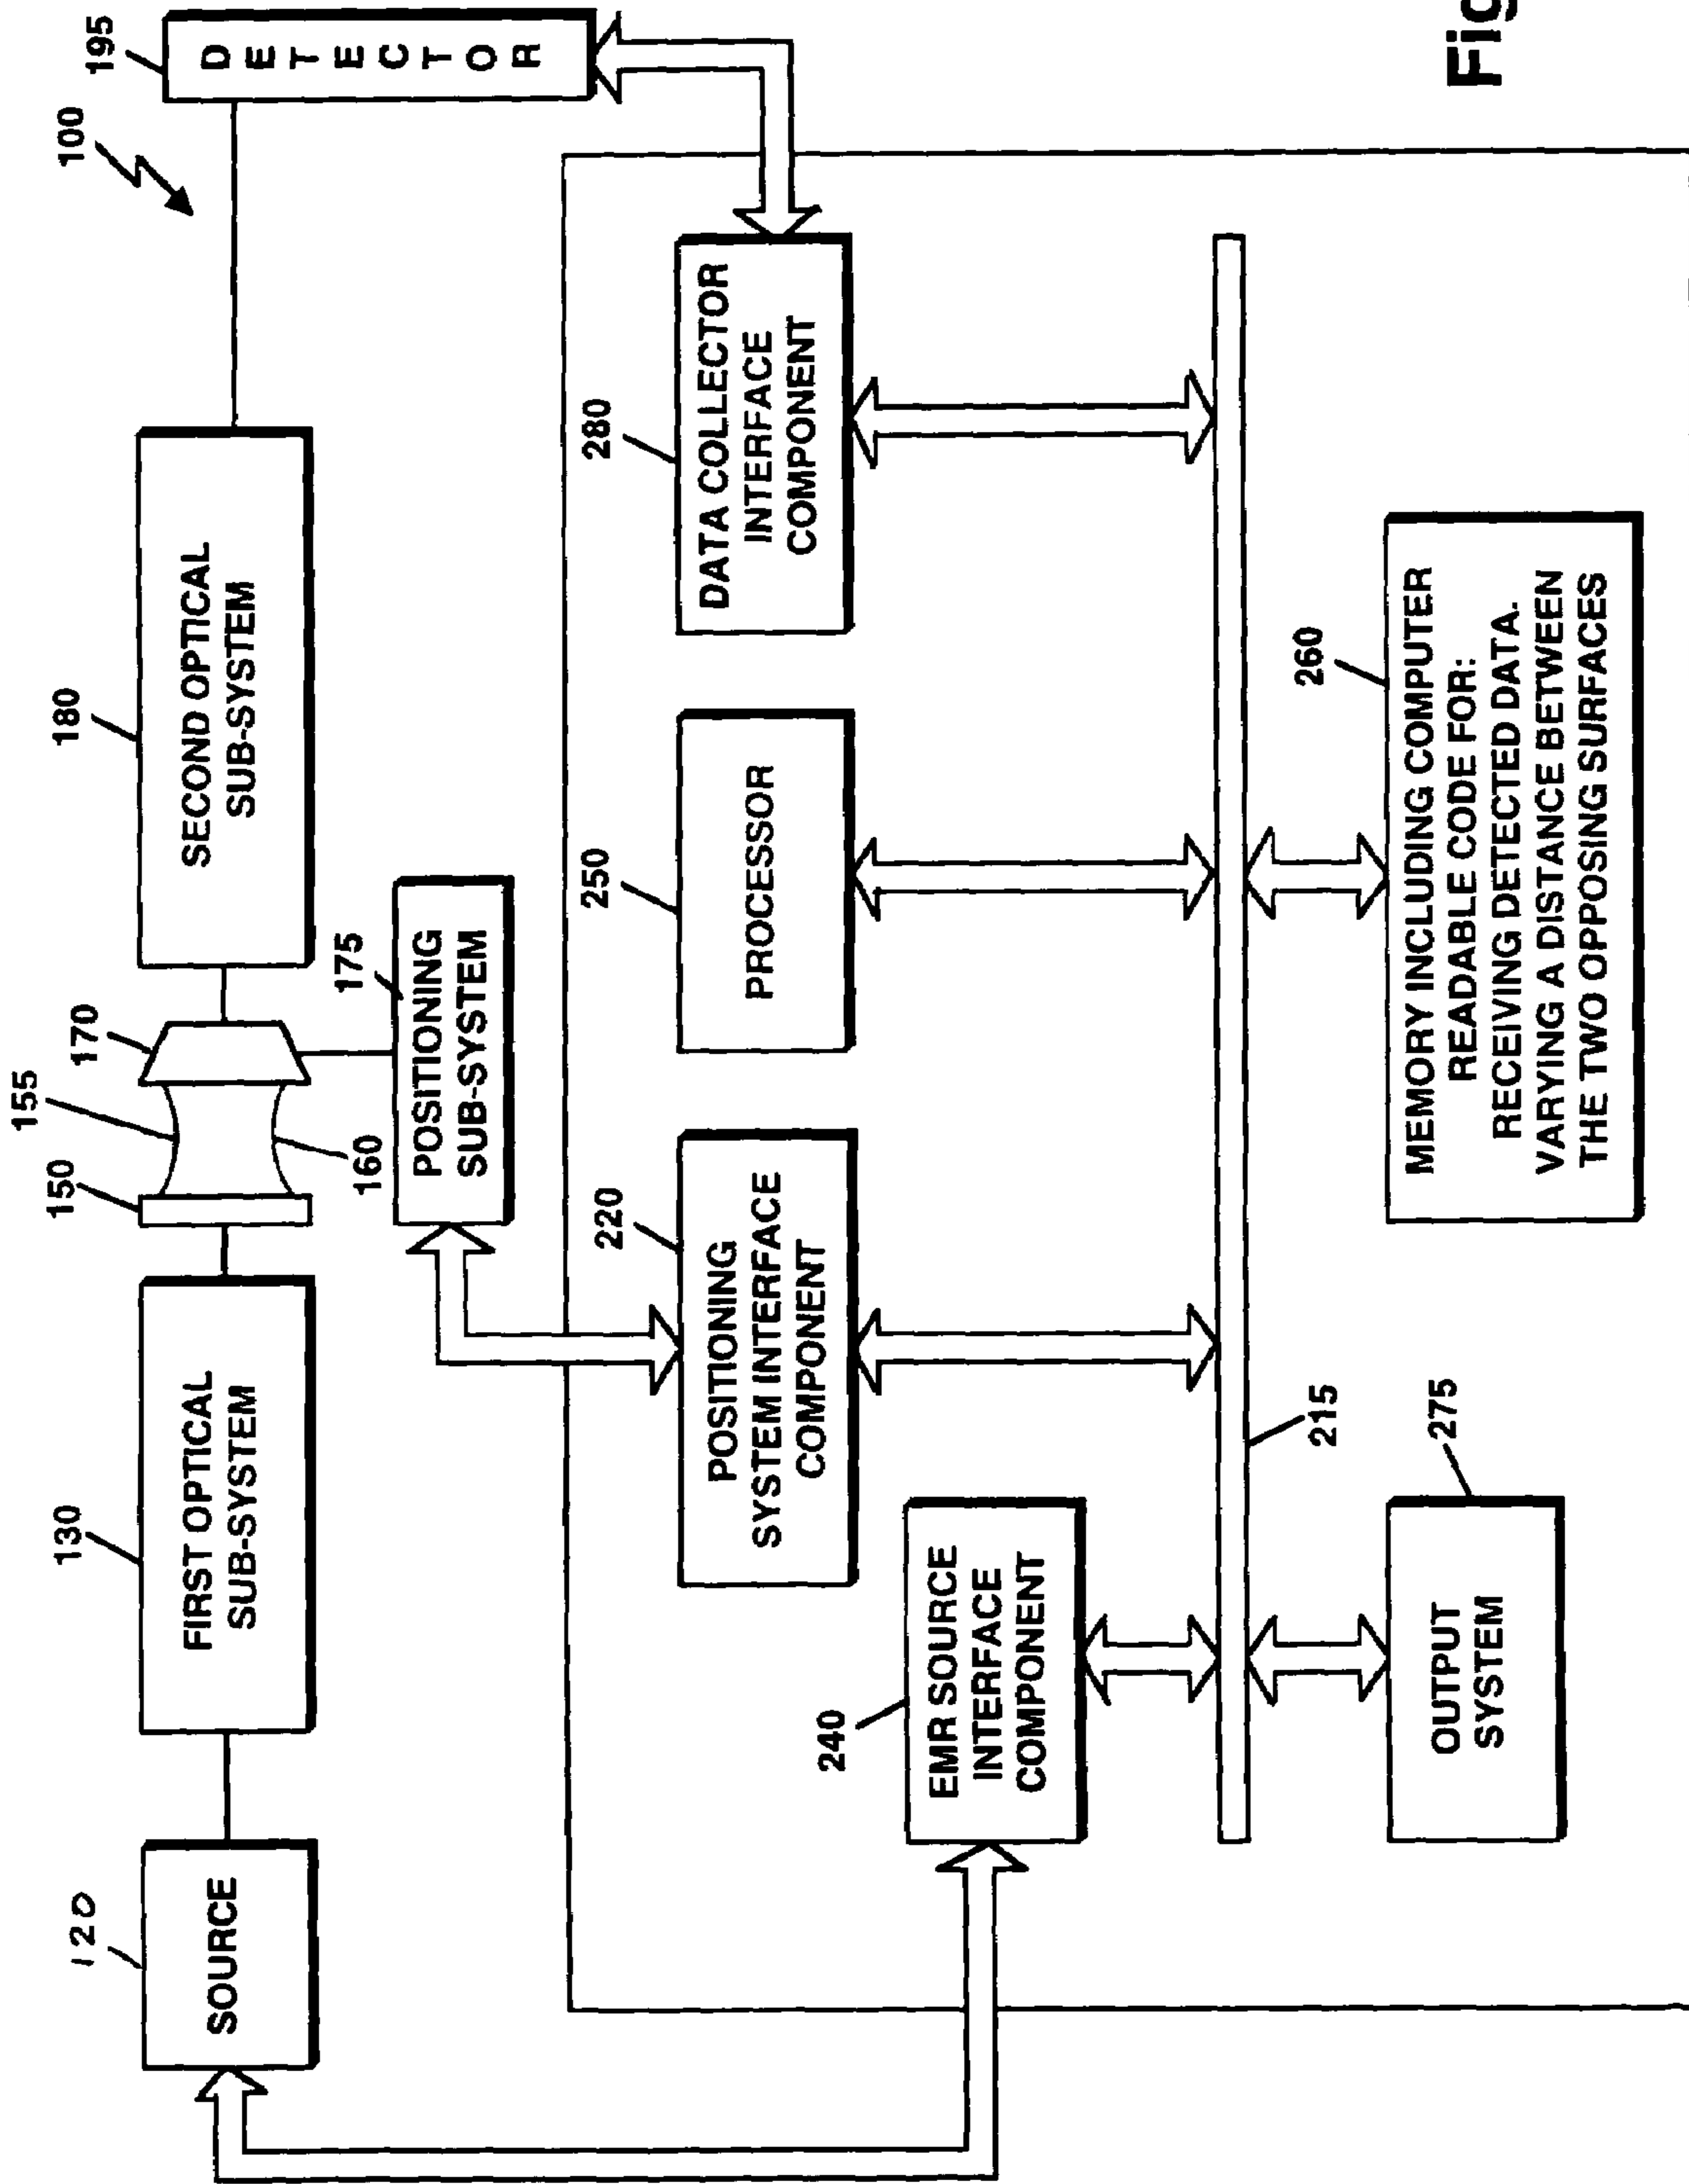 100
195
DETECTOR
180
SECOND OPTICAL
SUB-SYSTEM
170
155
150
160
175
POSITIONING
SUB-SYSTEM
130
FIRST OPTICAL
SUB-SYSTEM
120
SOURCE
280
DATA COLLECTOR
INTERFACE
COMPONENT
250
PROCESSOR
220
POSITIONING
SYSTEM INTERFACE
COMPONENT
240
EMR SOURCE
INTERFACE
COMPONENT
215
260
MEMORY INCLUDING COMPUTER
READABLE CODE FOR:
RECEIVING DETECTED DATA.
VARYING A DISTANCE BETWEEN
THE TWO OPPOSING SURFACES
275
OUTPUT
SYSTEM
Fig